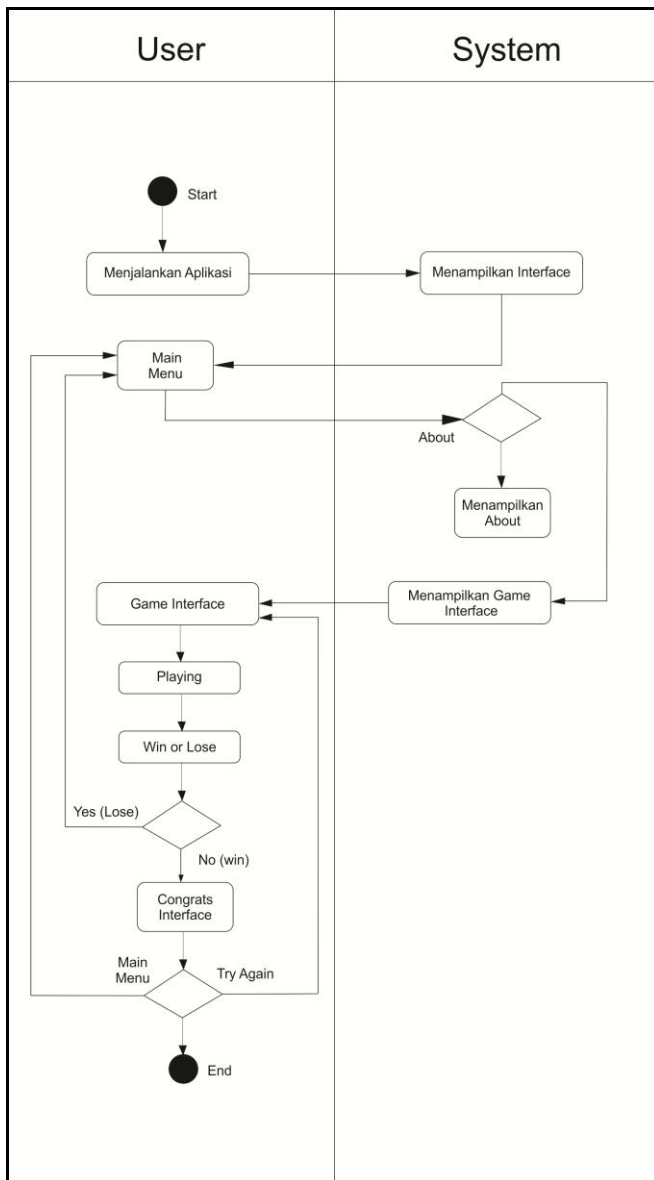 User
System
Start
Menjalankan Aplikasi
Menampilkan Interface
Main
Menu
About
Menampilkan
About
Game Interface
Menampilkan Game
Interface
Playing
Win or Lose
Yes (Lose)
No (win)
Congrats
Interface
Main
Menu
Try Again
End